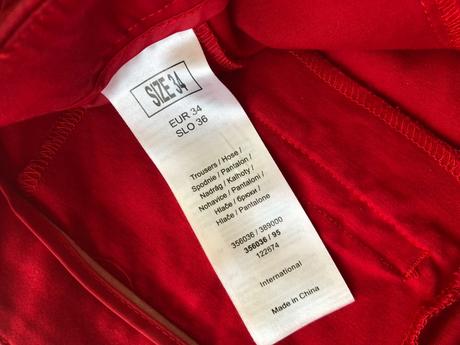 SIZE 34
EUR 34
SLO 36
Trousers / Hose /
Spodnie / Pantalon /
Nadrág / Kalhoty /
Nohavice / Pantaloni /
Hlače / брюки /
Hlače / Pantalone
356036 / 389000
356036 / 95
122674
International
Made in China